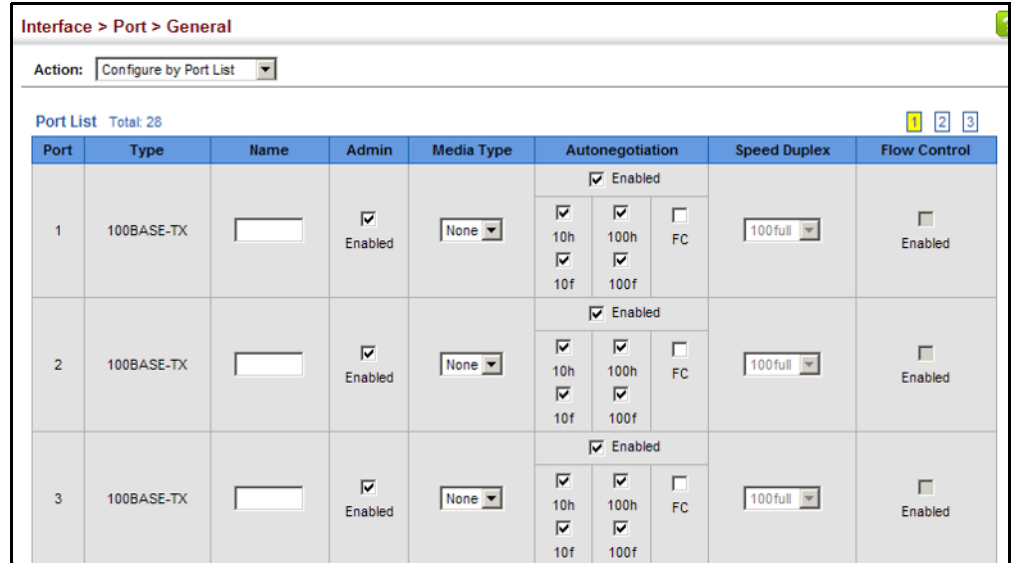 Interface > Port > General
?
Action: Configure by Port List
Port List Total: 28 1 2 3
Port Type Name Admin Media Type Autonegotiation Speed Duplex Flow Control
Enabled
1 100BASE-TX Enabled None 10h 100h FC 100full Enabled
10f 100f
Enabled
2 100BASE-TX Enabled None 10h 100h FC 100full Enabled
10f 100f
Enabled
3 100BASE-TX Enabled None 10h 100h FC 100full Enabled
10f 100f